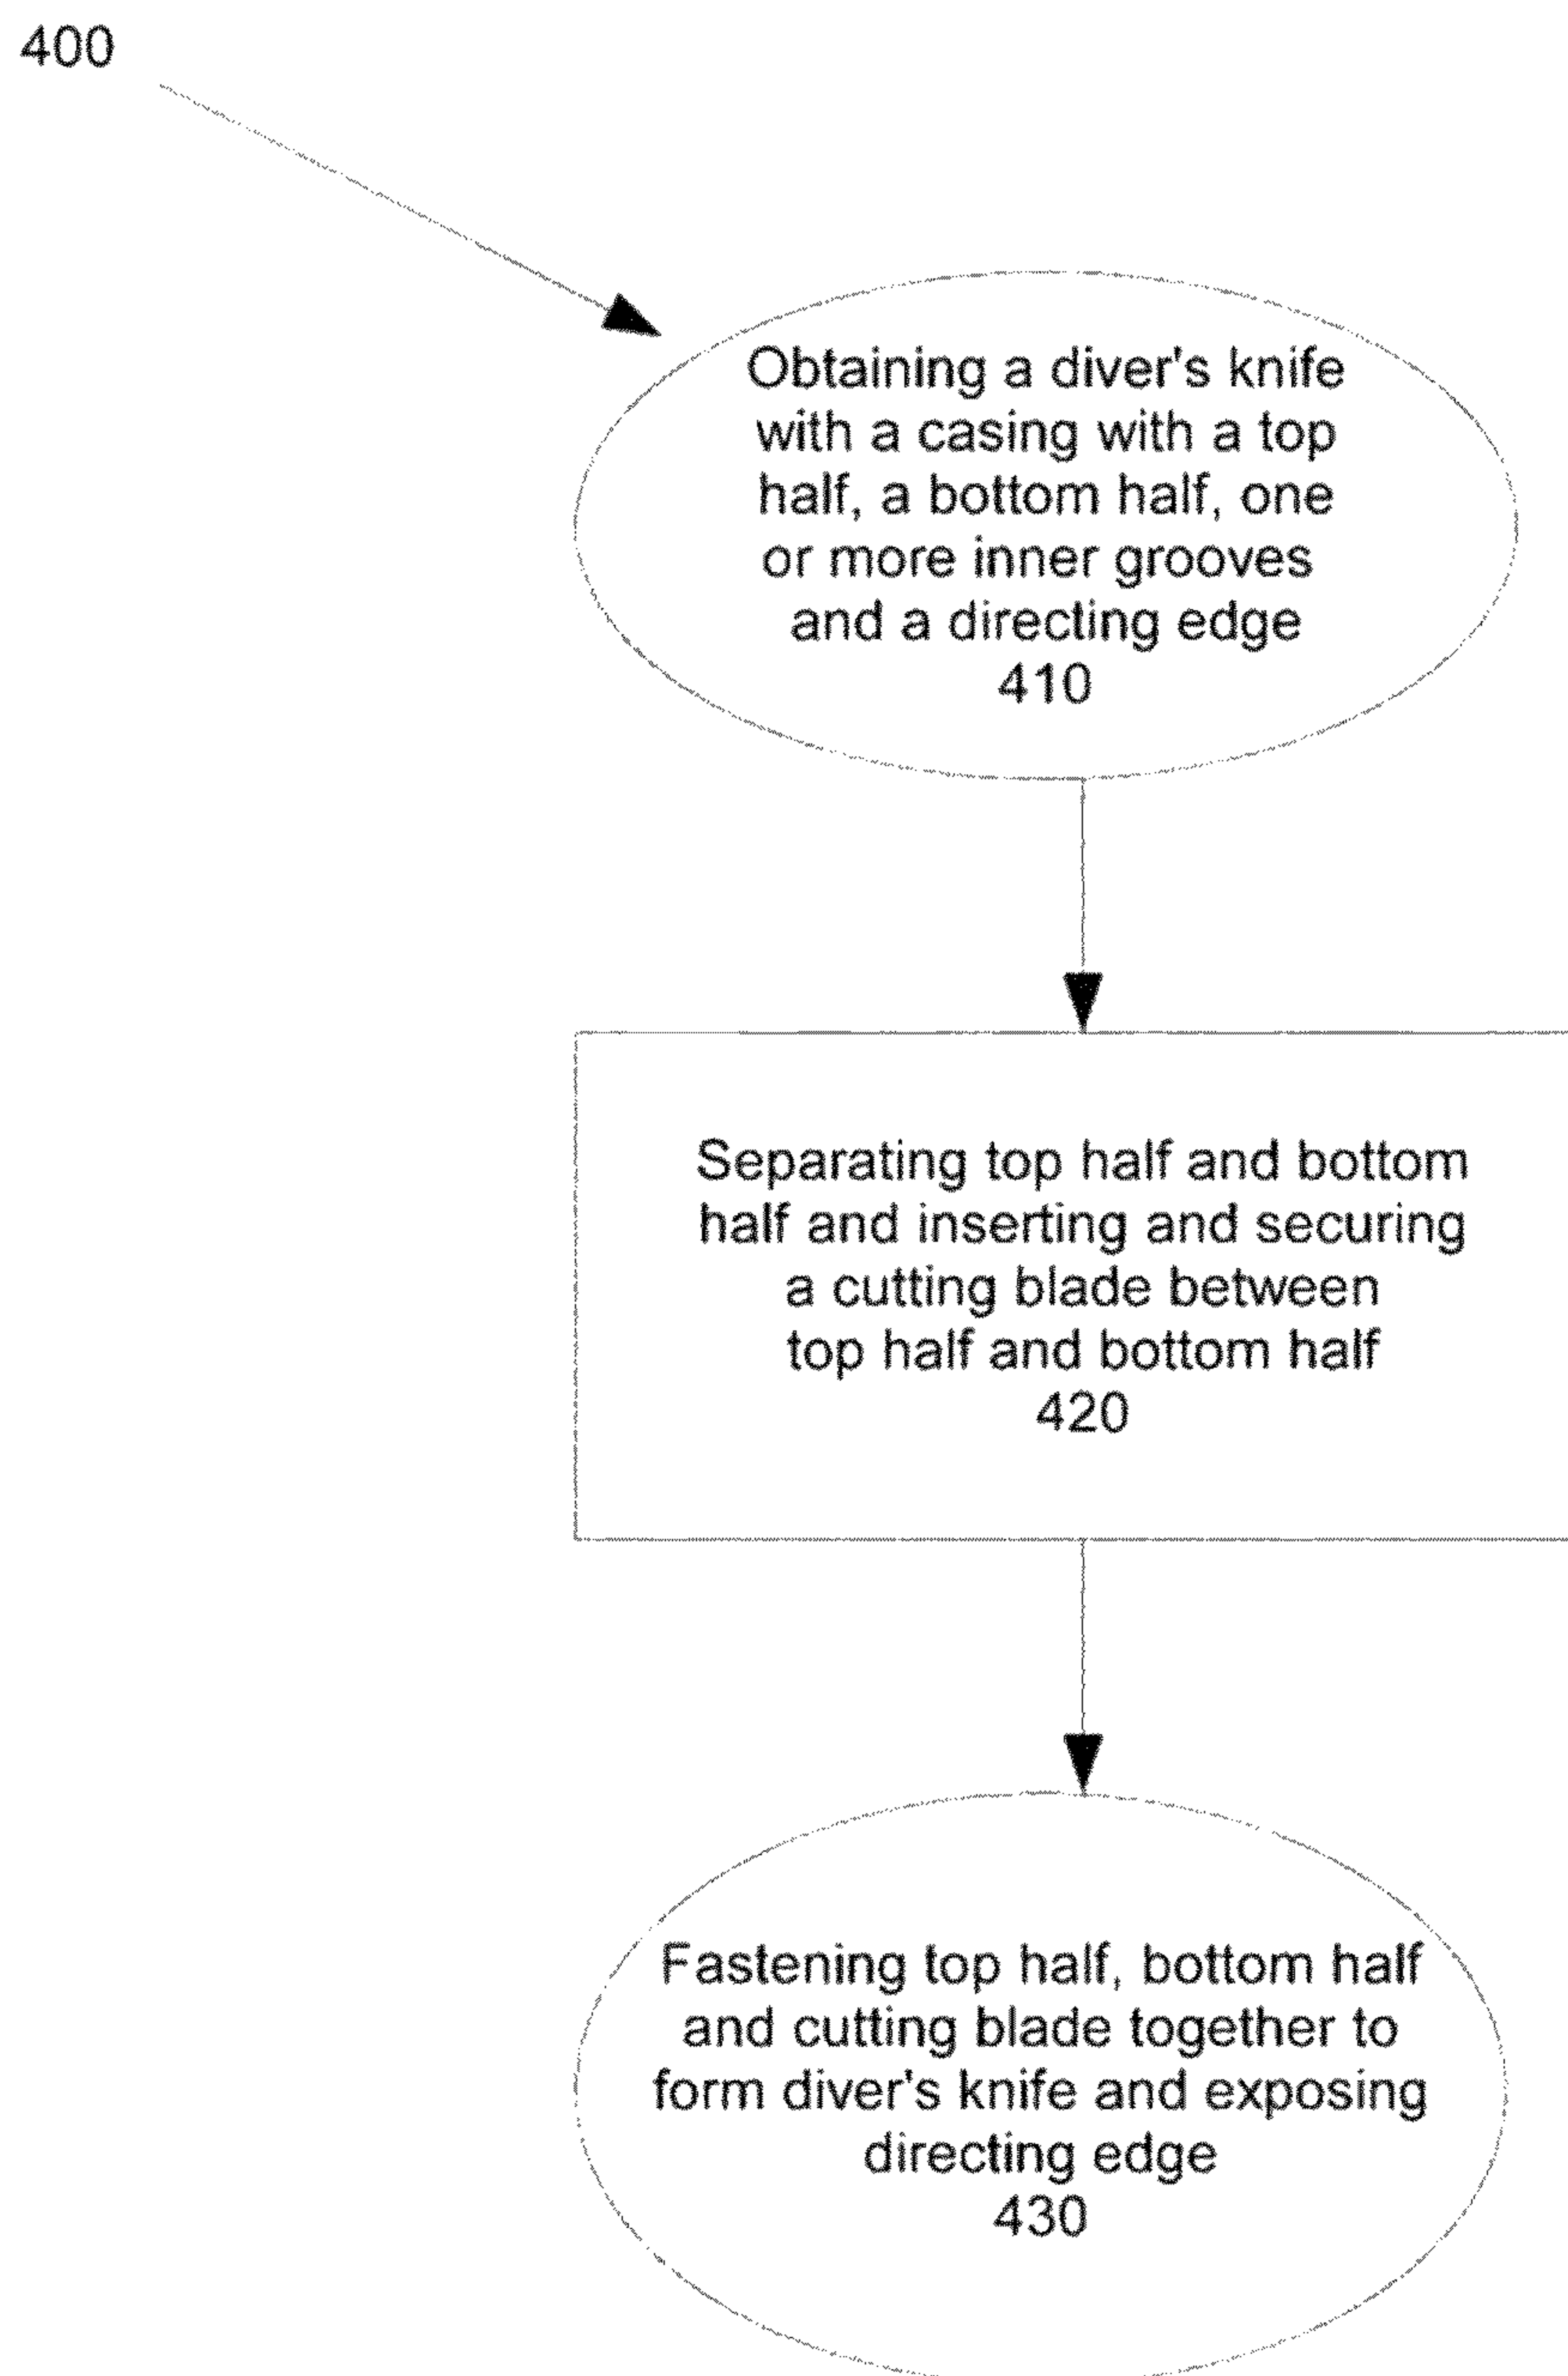 400
Obtaining a diver's knife
with a casing with a top
half, a bottom half, one
or more inner grooves
and a directing edge
410
Separating top half and bottom
half and inserting and securing
a cutting blade between
top half and bottom half
420
Fastening top half, bottom half
and cutting blade together to
form diver's knife and exposing
directing edge
430